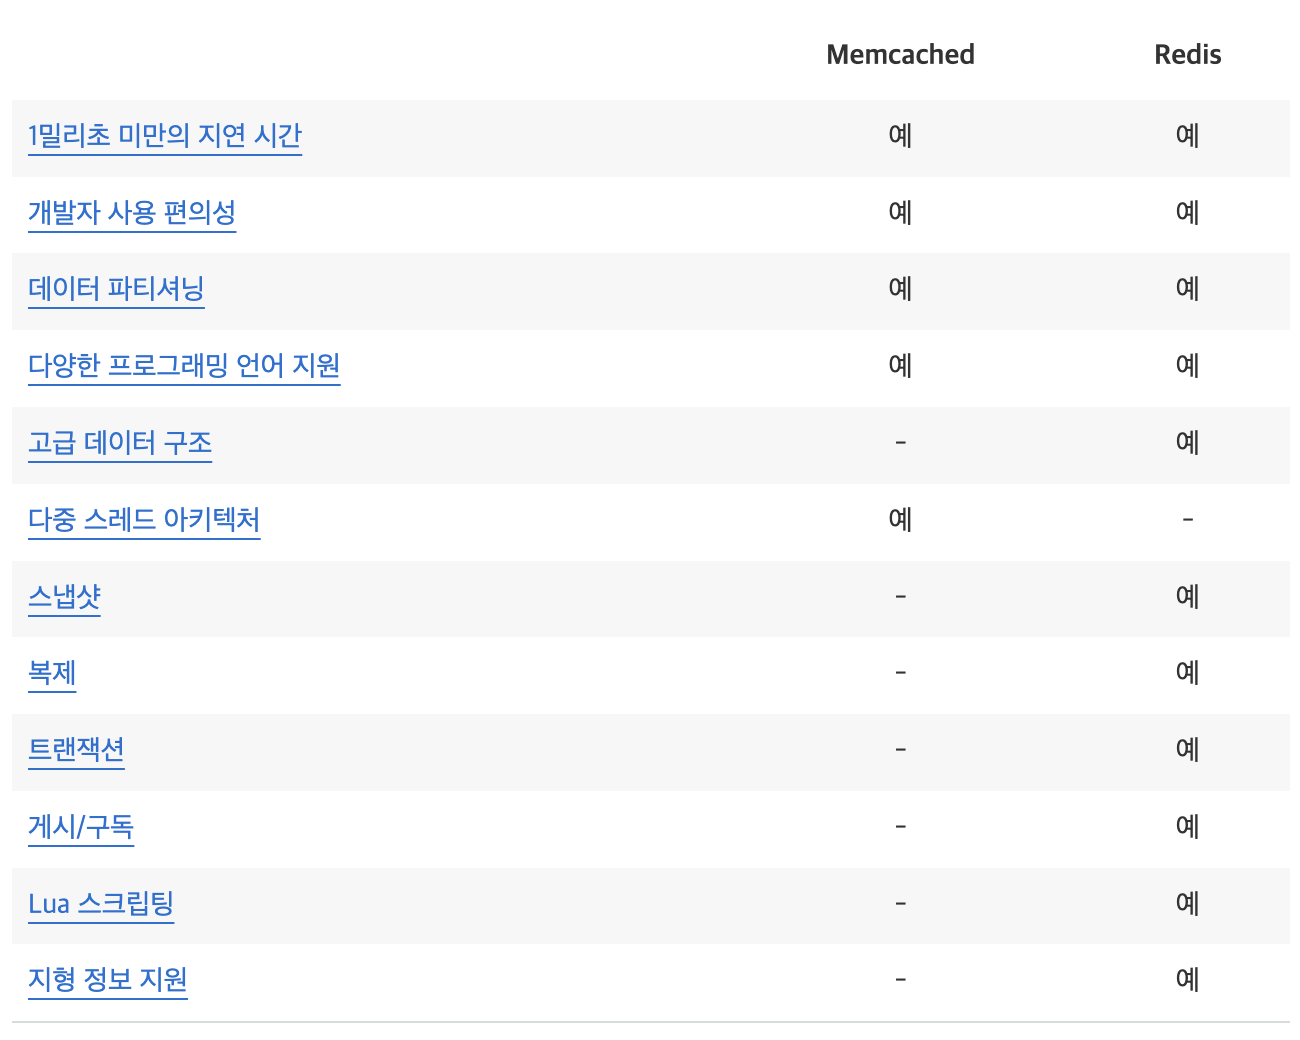 Memcached Redis
1밀리초 미만의 지연 시간 예 예
개발자 사용 편의성 예 예
데이터 파티셔닝 예 예
다양한 프로그래밍 언어 지원 예 예
고급 데이터 구조 - 예
다중 스레드 아키텍처 예 -
스냅샷 - 예
복제 - 예
트랜잭션 - 예
게시/구독 - 예
Lua 스크립팅 - 예
지형 정보 지원 - 예